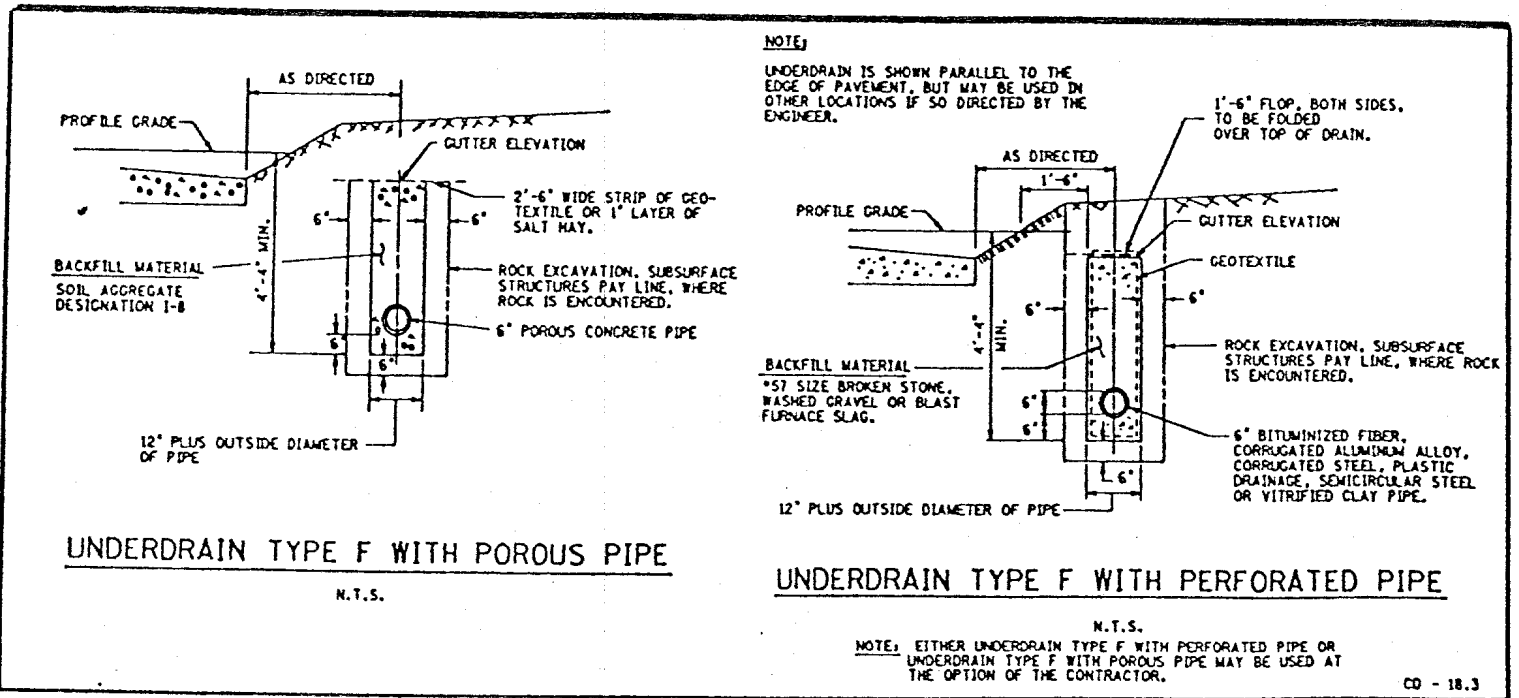 AS DIRECTED
PROFILE GRADE
GUTTER ELEVATION
2'-6" WIDE STRIP OF GEO-
TEXTILE OR 1" LAYER OF
SALT HAY.
6"
6"
4'-4" MIN.
BACKFILL MATERIAL
SOIL AGGREGATE
DESIGNATION I-8
ROCK EXCAVATION, SUBSURFACE
STRUCTURES PAY LINE, WHERE
ROCK IS ENCOUNTERED.
6" POROUS CONCRETE PIPE
6"
6"
12" PLUS OUTSIDE DIAMETER
OF PIPE
UNDERDRAIN TYPE F WITH POROUS PIPE
N.T.S.
NOTE;
UNDERDRAIN IS SHOWN PARALLEL TO THE
EDGE OF PAVEMENT, BUT MAY BE USED IN
OTHER LOCATIONS IF SO DIRECTED BY THE
ENGINEER.
1'-6" FLOP, BOTH SIDES,
TO BE FOLDED
OVER TOP OF DRAIN.
AS DIRECTED
1'-6"
PROFILE GRADE
GUTTER ELEVATION
GEOTEXTILE
6"
6"
4'-4"
MIN.
BACKFILL MATERIAL
"57 SIZE BROKEN STONE,
WASHED GRAVEL OR BLAST
FURNACE SLAG.
ROCK EXCAVATION, SUBSURFACE
STRUCTURES PAY LINE, WHERE ROCK
IS ENCOUNTERED.
6"
6"
6" BITUMINIZED FIBER,
CORRUGATED ALUMINUM ALLOY,
CORRUGATED STEEL, PLASTIC
DRAINAGE, SEMICIRCULAR STEEL
OR VITRIFIED CLAY PIPE.
6"
12" PLUS OUTSIDE DIAMETER OF PIPE
UNDERDRAIN TYPE F WITH PERFORATED PIPE
N.T.S.
NOTE; EITHER UNDERDRAIN TYPE F WITH PERFORATED PIPE OR
UNDERDRAIN TYPE F WITH POROUS PIPE MAY BE USED AT
THE OPTION OF THE CONTRACTOR.
CD - 18.3